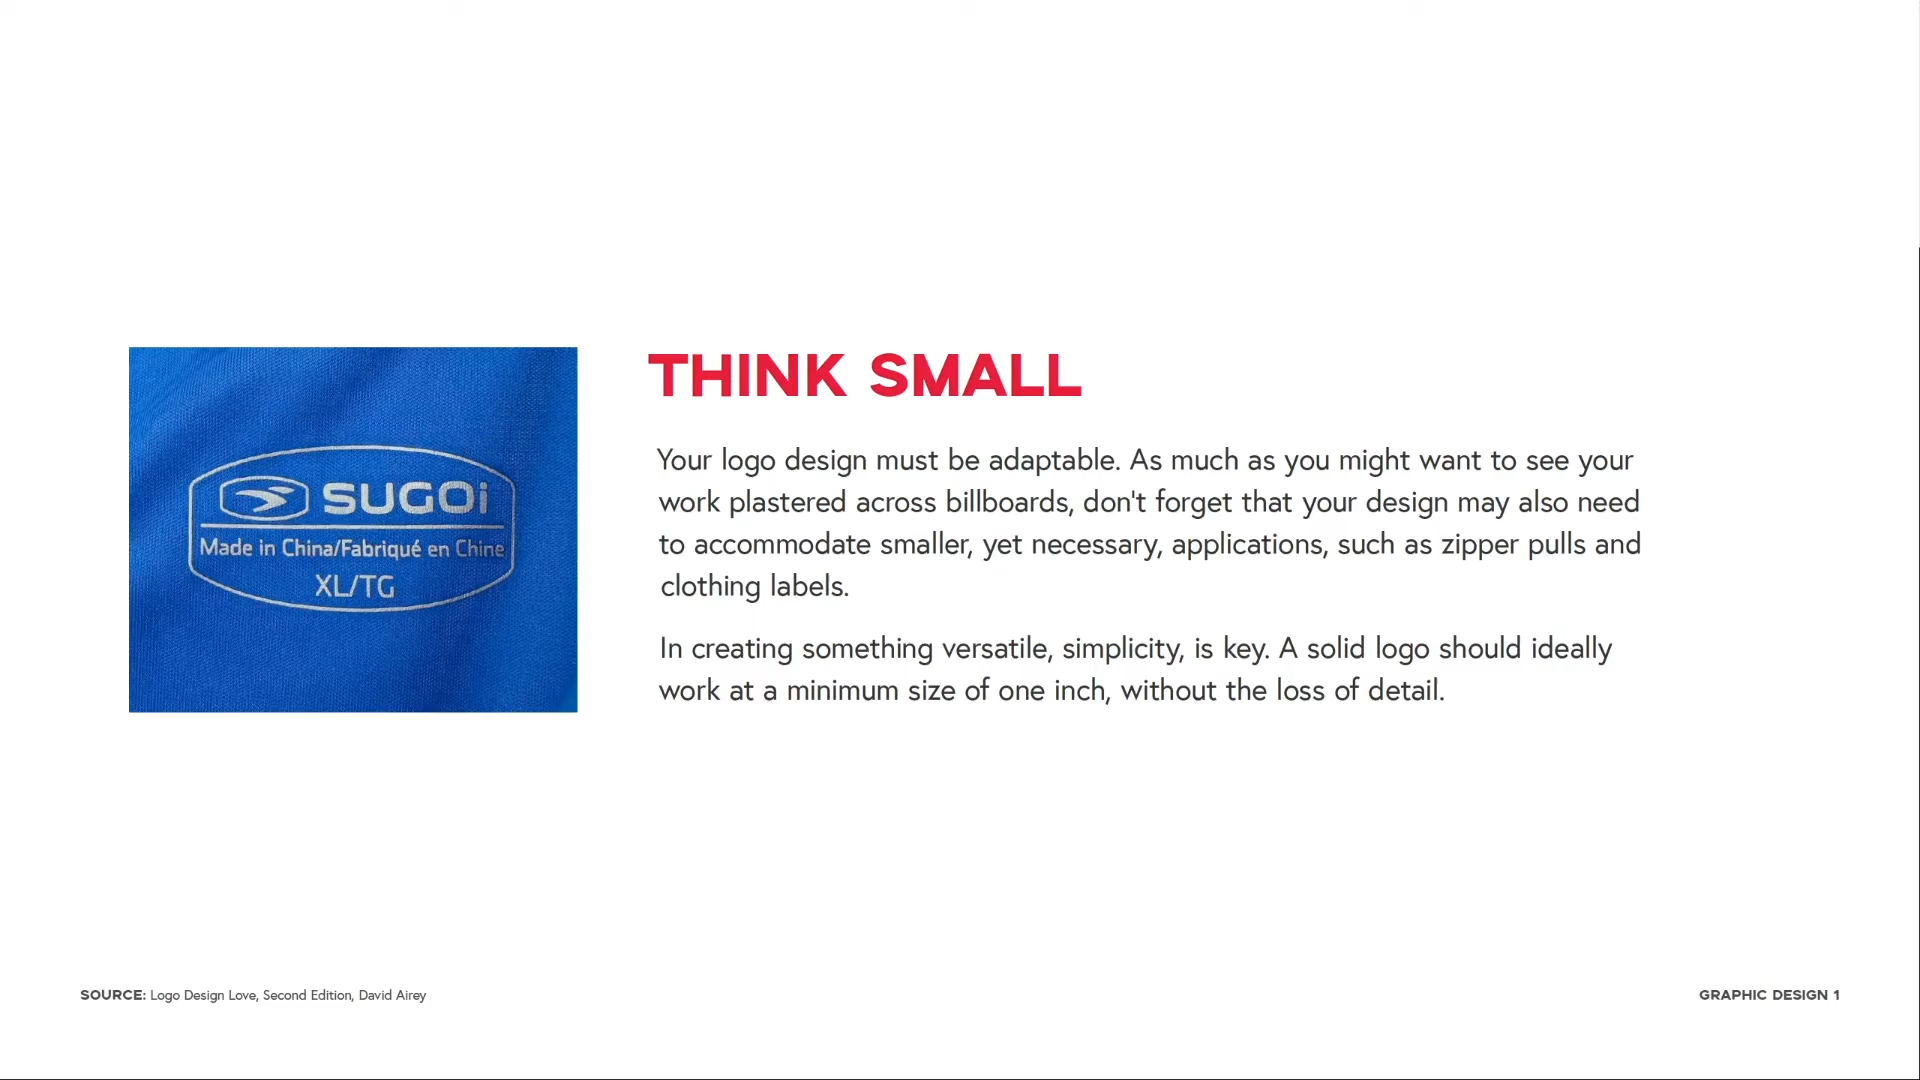 SUGOi
Made in China/Fabriqué en Chine
XL/TG
THINK SMALL
Your logo design must be adaptable. As much as you might want to see your
work plastered across billboards, don't forget that your design may also need
to accommodate smaller, yet necessary, applications, such as zipper pulls and
clothing labels.
In creating something versatile, simplicity, is key. A solid logo should ideally
work at a minimum size of one inch, without the loss of detail.
SOURCE: Logo Design Love, Second Edition, David Airey
GRAPHIC DESIGN 1